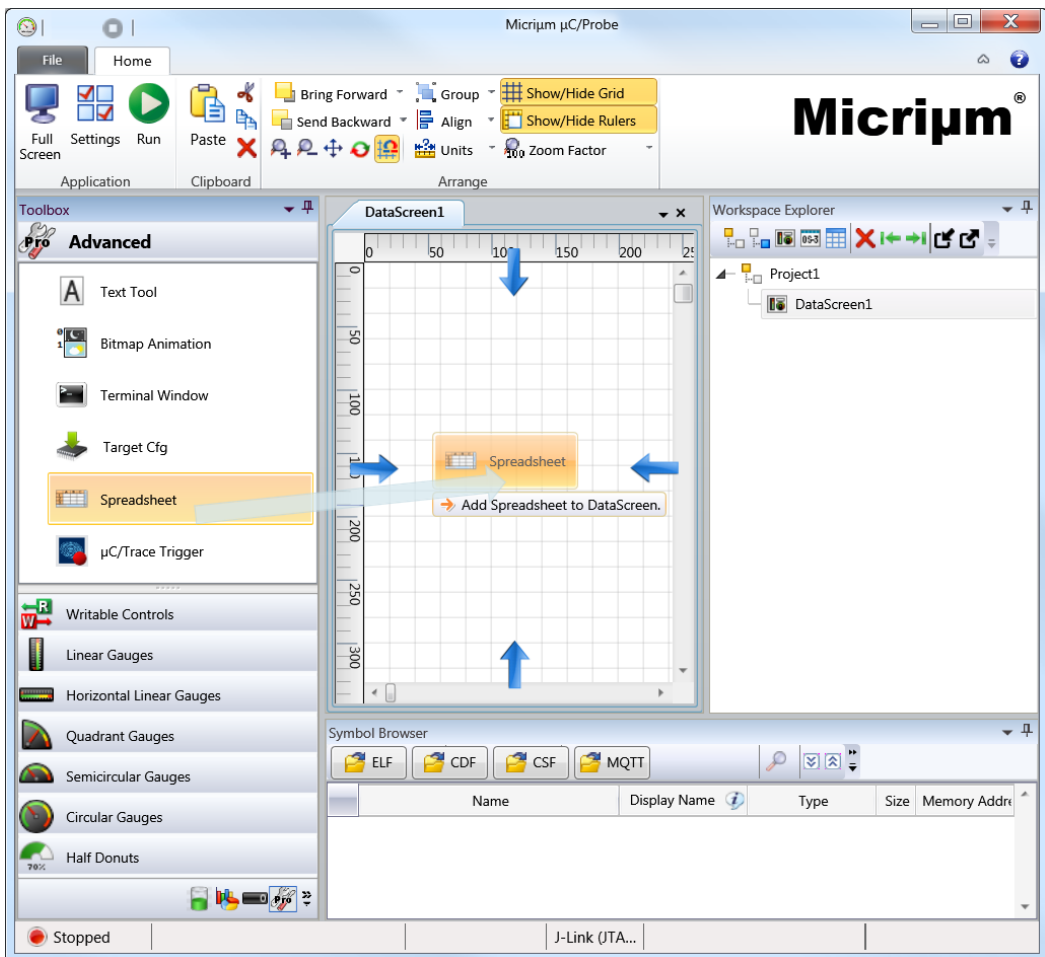 Micriµm µC/Probe
File Home
Full Screen
Settings
Run
Application
Paste
Clipboard
Bring Forward
Send Backward
Group
Align
Units
Show/Hide Grid
Show/Hide Rulers
100 Zoom Factor
Arrange
Micriµm®
Toolbox
Pro Advanced
Text Tool
Bitmap Animation
Terminal Window
Target Cfg
Spreadsheet
µC/Trace Trigger
R W Writable Controls
Linear Gauges
Horizontal Linear Gauges
Quadrant Gauges
Semicircular Gauges
Circular Gauges
70% Half Donuts
Pro
DataScreen1
0 50 150 200
0
50
100
200
250
300
Spreadsheet
Add Spreadsheet to DataScreen.
Workspace Explorer
OS-3
Project1
DataScreen1
Symbol Browser
ELF CDF CSF MQTT
Name Display Name Type Size Memory Addre
Stopped J-Link (JTA...